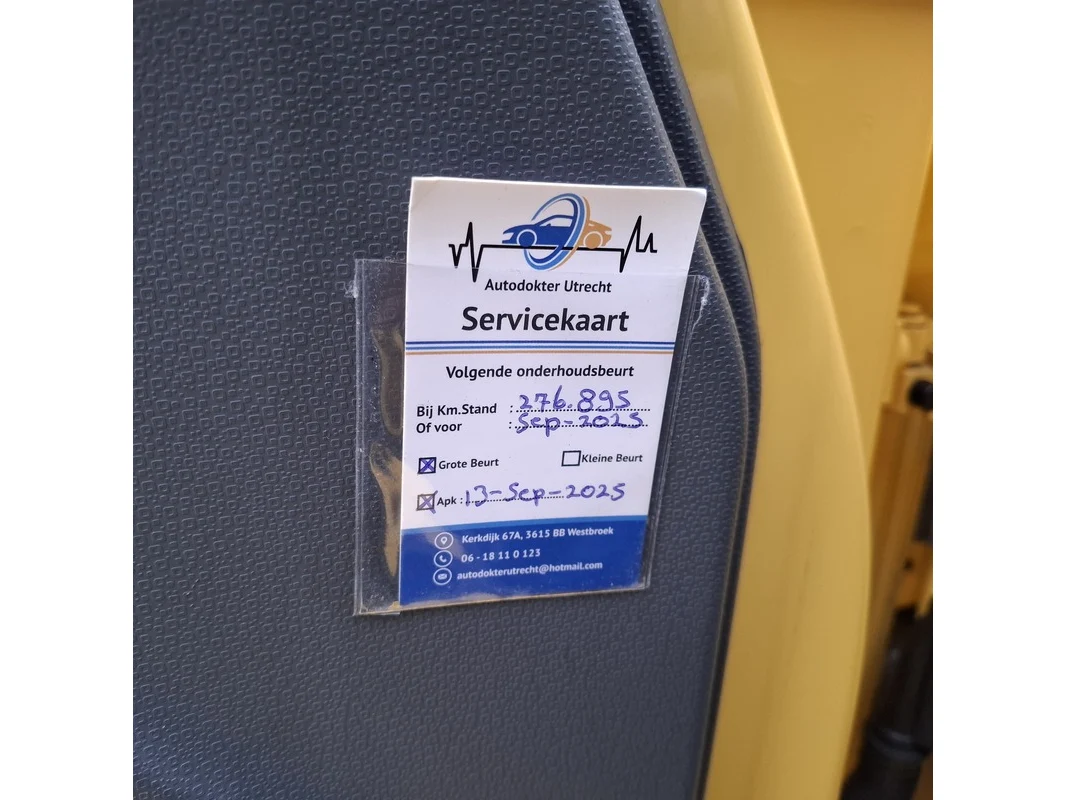 Autodokter Utrecht
Servicekaart
Volgende onderhoudsbeurt
Bij Km.Stand : 276.895
Of voor : Sep-2025
Grote Beurt Kleine Beurt
Apk : 13-Sep-2025
Kerkdijk 67A, 3615 BB Westbroek
06 - 18 11 0 123
autodokterutrecht@hotmail.com